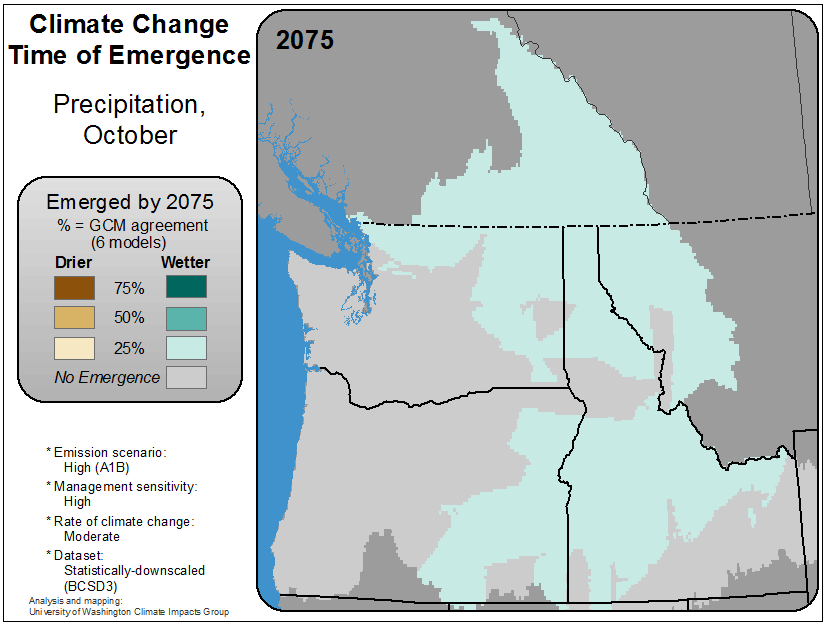 Climate Change
Time of Emergence
Precipitation,
October
2075
Emerged by 2075
% = GCM agreement
(6 models)
Drier Wetter
75%
50%
25%
No Emergence
* Emission scenario:
High (A1B)
* Management sensitivity:
High
* Rate of climate change:
Moderate
* Dataset:
Statistically-downscaled
(BCSD3)
Analysis and mapping:
University of Washington Climate Impacts Group